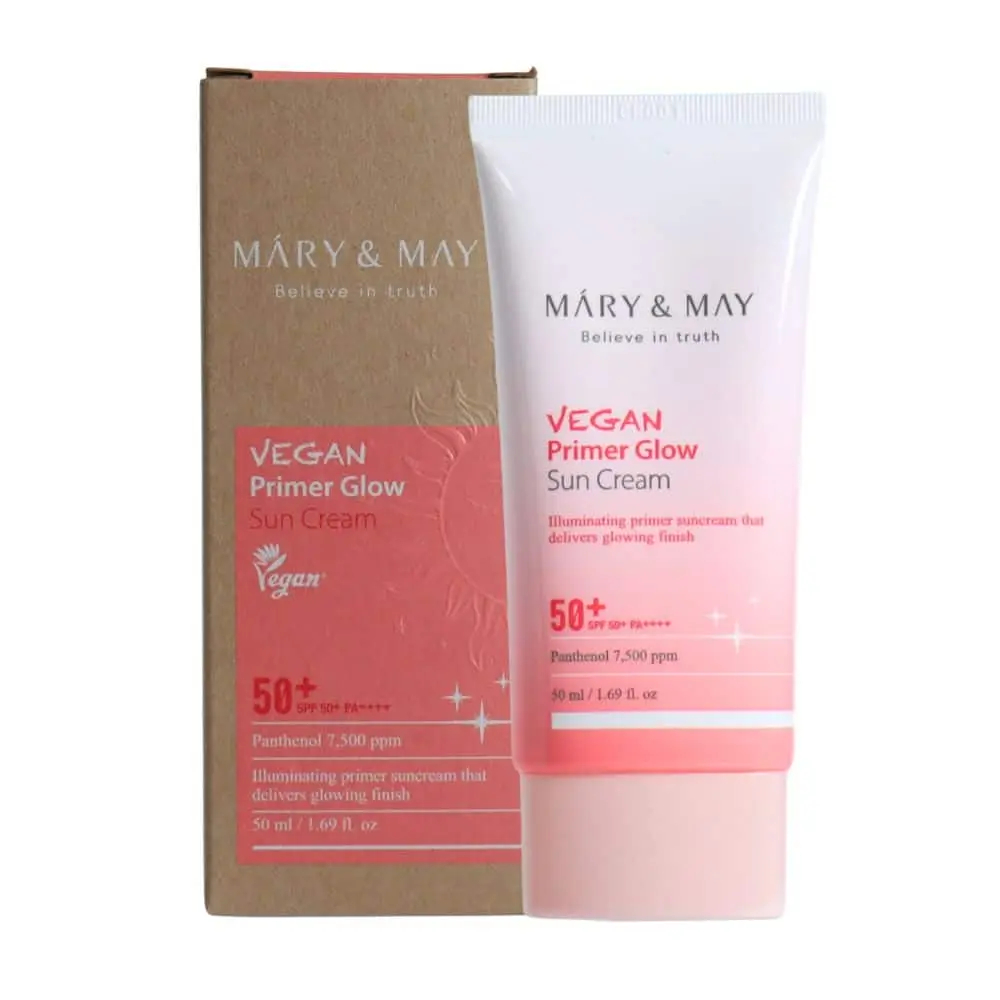 MÁRY & MAY
Believe in truth
VEGAN
Primer Glow
Sun Cream
Vegan
50+
SPF 50+ PA++++
Panthenol 7,500 ppm
Illuminating primer suncream that
delivers glowing finish
50 ml / 1.69 fl. oz
MÁRY & MAY
Believe in truth
VEGAN
Primer Glow
Sun Cream
Illuminating primer suncream that
delivers glowing finish
50+
SPF 50+ PA++++
Panthenol 7,500 ppm
50 ml / 1.69 fl. oz